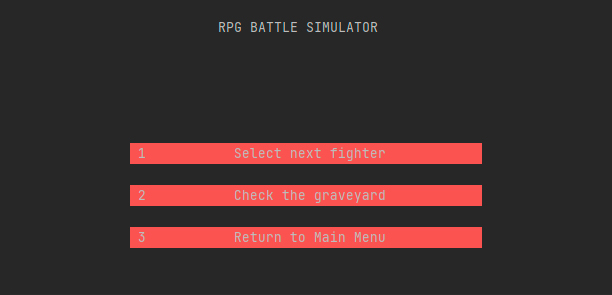 RPG BATTLE SIMULATOR
1 Select next fighter
2 Check the graveyard
3 Return to Main Menu